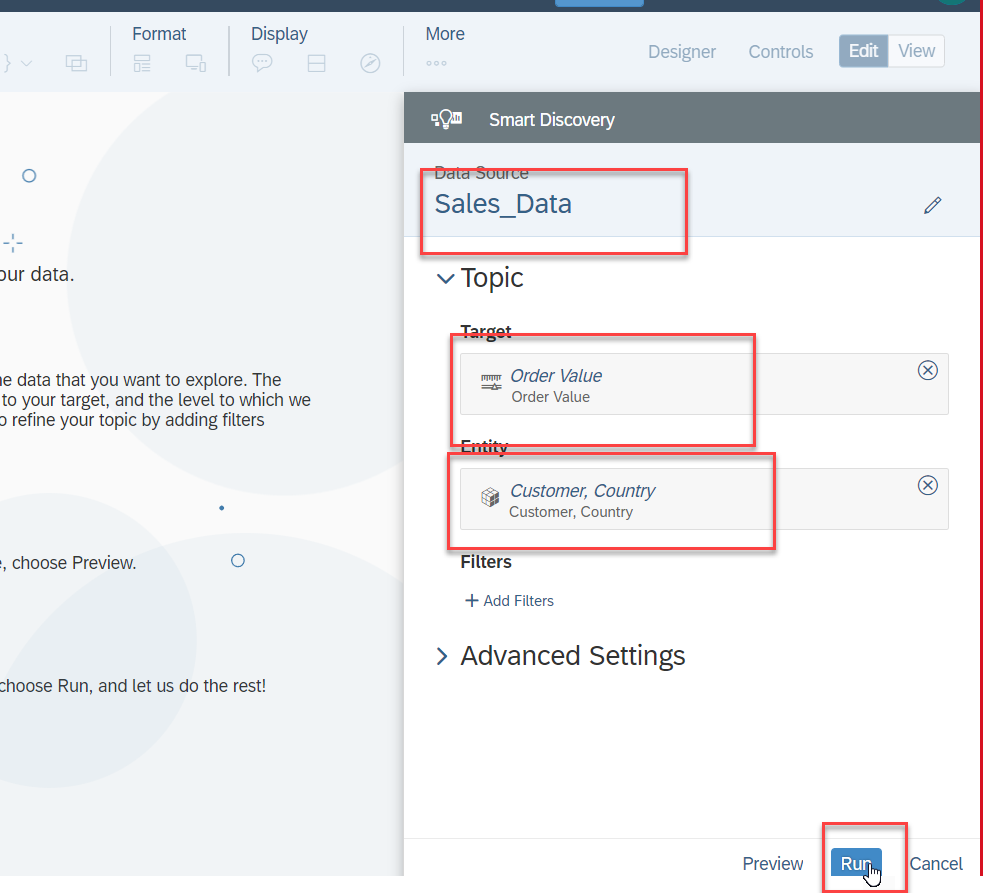 Format
Display
More
Designer
Controls
Edit
View
Smart Discovery
our data.
e data that you want to explore. The
to your target, and the level to which we
o refine your topic by adding filters
, choose Preview.
choose Run, and let us do the rest!
Data Source
Sales_Data
Topic
Target
Order Value
Order Value
Entity
Customer, Country
Customer, Country
Filters
+ Add Filters
Advanced Settings
Preview
Run
Cancel